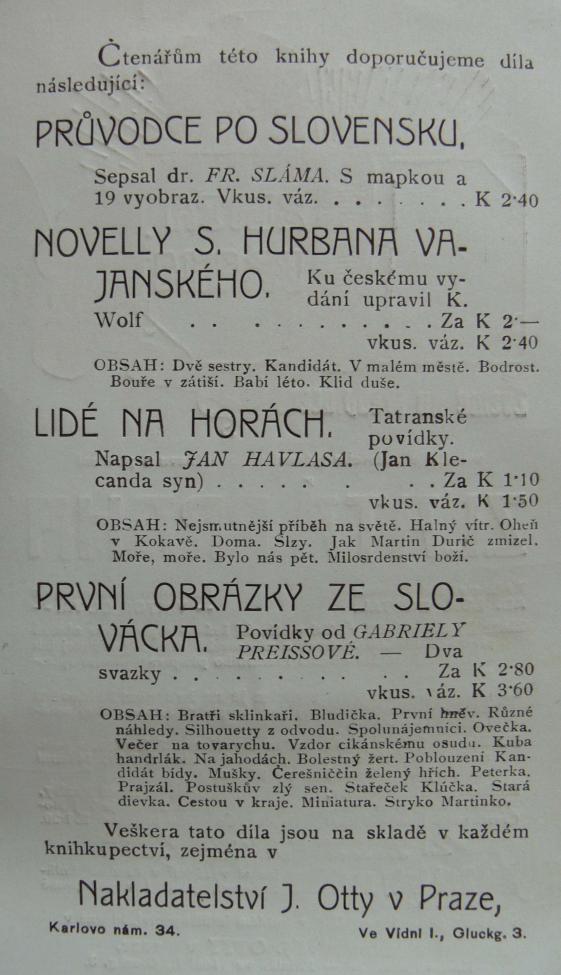 Čtenářům této knihy doporučujeme díla
následující:
PRŮVODCE PO SLOVENSKU,
Sepsal dr. FR. SLÁMA. S mapkou a
19 vyobraz. Vkus. váz. . . . . . . . K 2·40
NOVELLY S. HURBANA VA-
JANSKÉHO. Ku českému vy-
dání upravil K.
Wolf . . . . . . . . . . . Za K 2·—
vkus. váz. K 2·40
OBSAH: Dvě sestry. Kandidát. V malém městě. Bodrost.
Bouře v zátiší. Babí léto. Klid duše.
LIDÉ NA HORÁCH. Tatranské
povídky.
Napsal JAN HAVLASA. (Jan Kle-
canda syn) . . . . . . . . Za K 1·10
vkus. váz. K 1·50
OBSAH: Nejsmutnější příběh na světě. Halný vítr. Oheň
v Kokavě. Doma. Slzy. Jak Martin Durič zmizel.
Moře, moře. Bylo nás pět. Milosrdenství boží.
PRVNÍ OBRÁZKY ZE SLO-
VÁCKA. Povídky od GABRIELY
PREISSOVÉ. — Dva
svazky . . . . . . . . . . Za K 2·80
vkus. váz. K 3·60
OBSAH: Bratři sklinkaři. Bludička. První hněv. Různé
náhledy. Silhouetty z odvodu. Spolunájemníci. Ovečka.
Večer na tovarychu. Vzdor cikánskému osudu. Kuba
handrlák. Na jahodách. Bolestný žert. Poblouzení Kan-
didát bídy. Mušky. Čerešniččin želený hřích. Peterka,
Prajzál. Postuškův zlý sen. Stařeček Klúčka. Stará
dievka. Cestou v kraje. Miniatura. Stryko Martinko.
Veškera tato díla jsou na skladě v každém
knihkupectví, zejména v
Nakladatelství J. Otty v Praze,
Karlovo nám. 34. Ve Vídni I., Gluckg. 3.